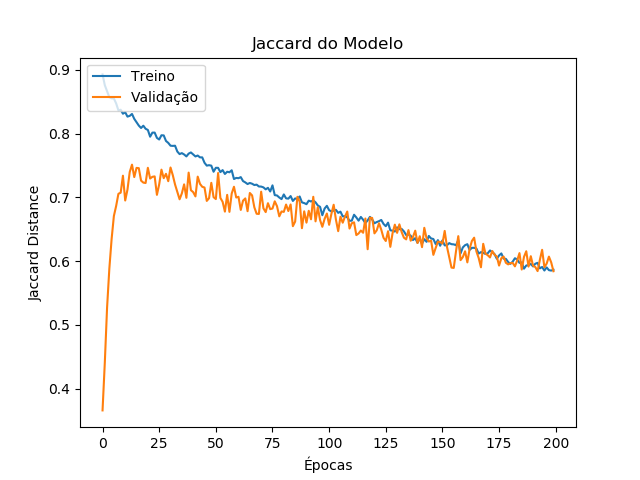 Jaccard do Modelo
Treino
Validação
Jaccard Distance
0.9
0.8
0.7
0.6
0.5
0.4
0 25 50 75 100 125 150 175 200
Épocas